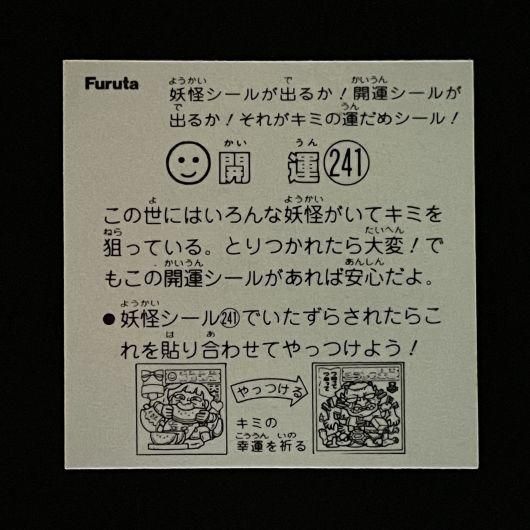 Furuta
妖怪シールが出るか！開運シールが
出るか！それがキミの運だめシール！
開運241
この世にはいろんな妖怪がいてキミを
狙っている。とりつかれたら大変！で
もこの開運シールがあれば安心だよ。
●妖怪シール241でいたずらされたらこ
れを貼り合わせてやっつけよう！
やっつける
キミの
幸運を祈る